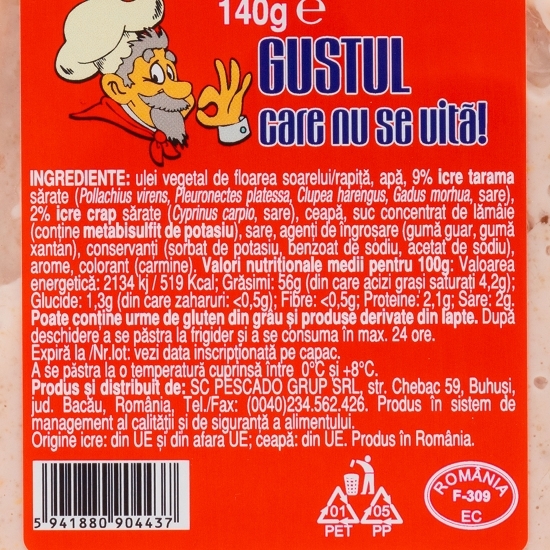 140g ℮
GUSTUL
care nu se uită!
INGREDIENTE: ulei vegetal de floarea soarelui/rapiță, apă, 9% icre tarama
sărate (Pollachius virens, Pleuronectes platessa, Clupea harengus, Gadus morhua, sare),
2% icre crap sărate (Cyprinus carpio, sare), ceapă, suc concentrat de lămâie
(conține metabisulfit de potasiu), sare, agenți de îngroșare (gumă guar, gumă
xantan), conservanți (sorbat de potasiu, benzoat de sodiu, acetat de sodiu),
arome, colorant (carmine). Valori nutriționale medii pentru 100g: Valoarea
energetică: 2134 kj / 519 Kcal; Grăsimi: 56g (din care acizi grași saturați 4,2g);
Glucide: 1,3g (din care zaharuri: <0,5g); Fibre: <0,5g; Proteine: 2,1g; Sare: 2g.
Poate conține urme de gluten din grâu și produse derivate din lapte. După
deschidere a se păstra la frigider și a se consuma în max. 24 ore.
Expiră la /Nr.lot: vezi data inscripționată pe capac.
A se păstra la o temperatură cuprinsă între 0°C si +8°C.
Produs și distribuit de: SC PESCADO GRUP SRL, str. Chebac 59, Buhuși,
jud. Bacău, România, Tel./Fax: (0040)234.562.426. Produs în sistem de
management al calității și de siguranță a alimentului.
Origine icre: din UE și din afara UE; ceapă: din UE. Produs în România.
5 941880 904437
01 PET
05 PP
ROMÂNIA
F-309
EC